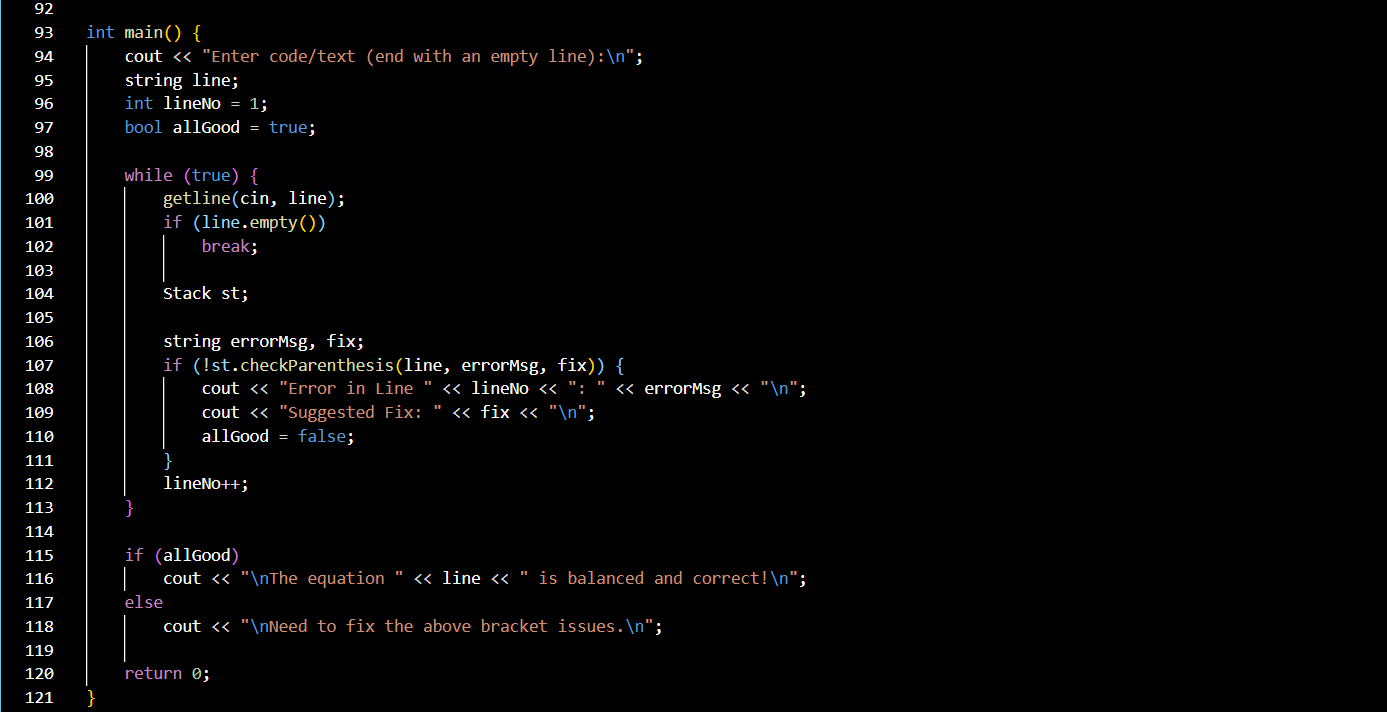 92
93 int main() {
94 cout << "Enter code/text (end with an empty line):\n";
95 string line;
96 int lineNo = 1;
97 bool allGood = true;
98
99 while (true) {
100 getline(cin, line);
101 if (line.empty())
102 break;
103
104 Stack st;
105
106 string errorMsg, fix;
107 if (!st.checkParenthesis(line, errorMsg, fix)) {
108 cout << "Error in Line " << lineNo << ": " << errorMsg << "\n";
109 cout << "Suggested Fix: " << fix << "\n";
110 allGood = false;
111 }
112 lineNo++;
113 }
114
115 if (allGood)
116 cout << "\nThe equation " << line << " is balanced and correct!\n";
117 else
118 cout << "\nNeed to fix the above bracket issues.\n";
119
120 return 0;
121 }